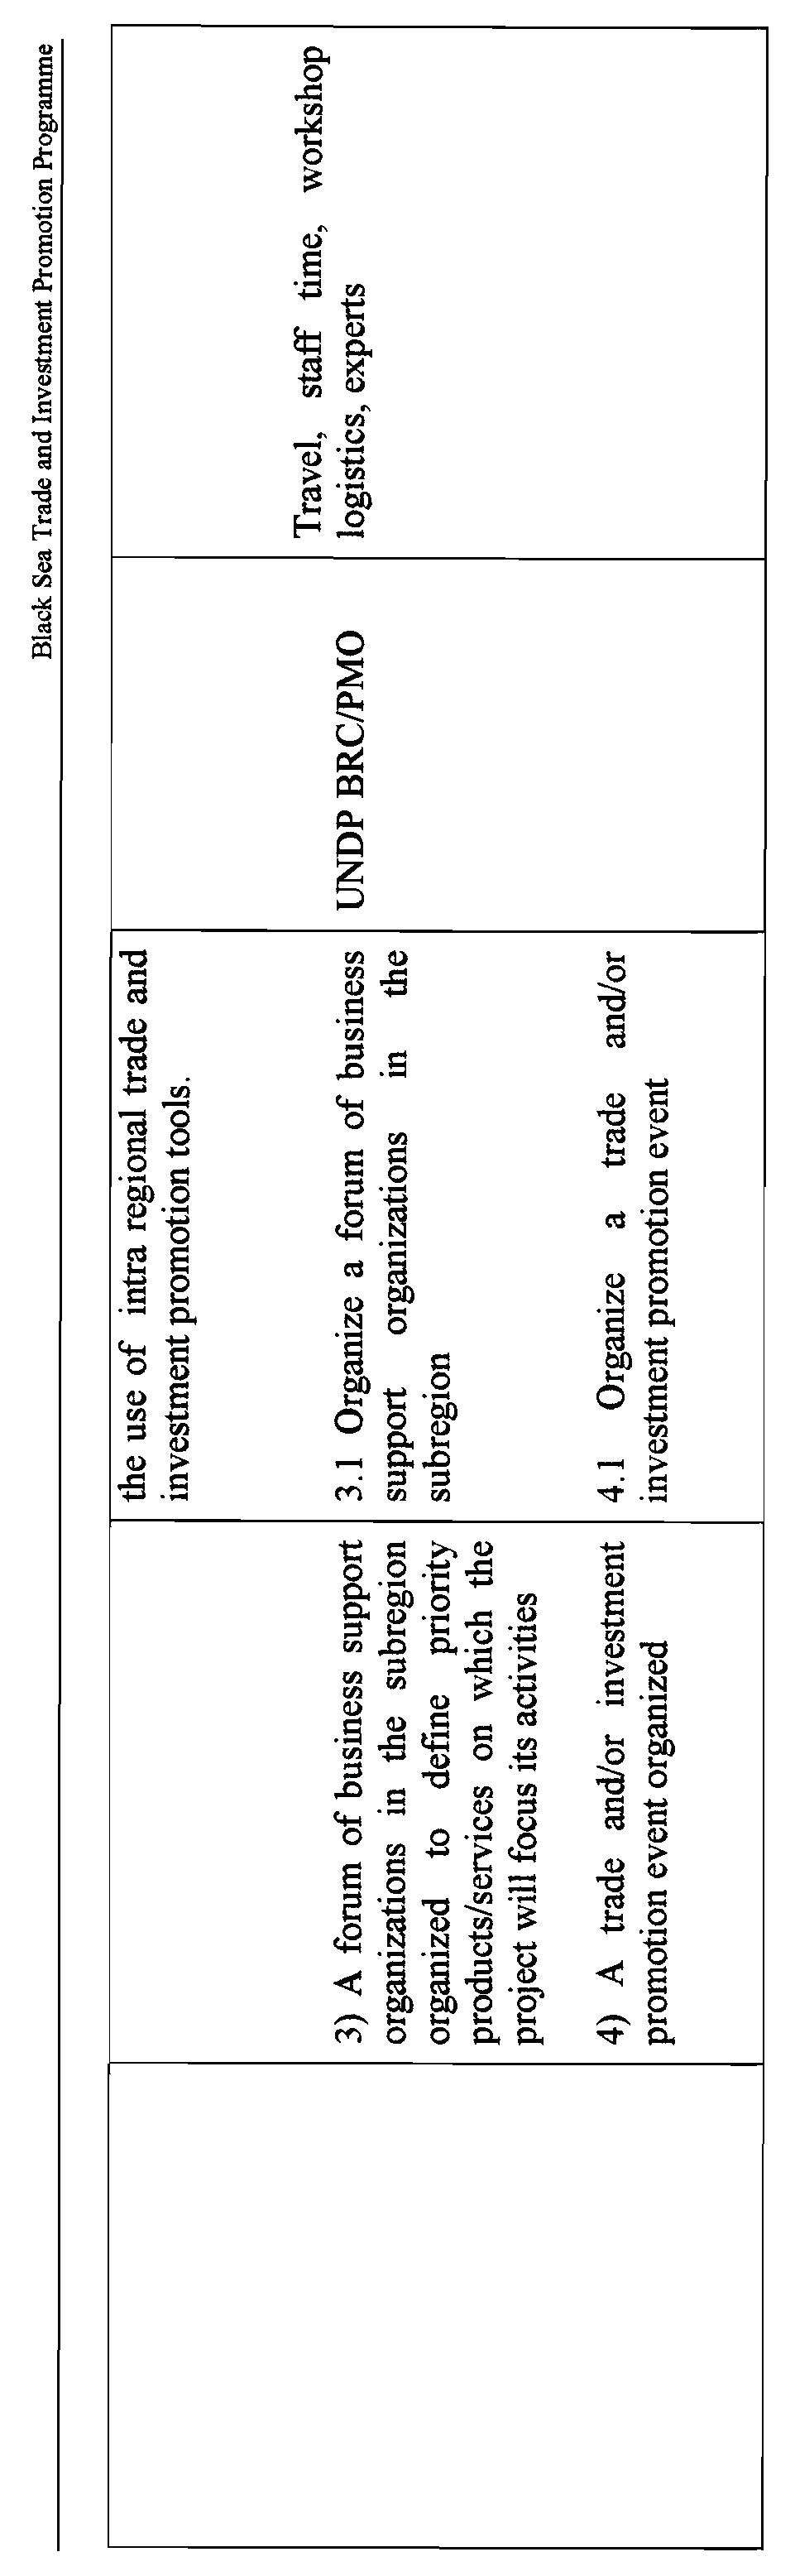 Black Sea Trade and Investment Promotion Programme
3) A forum of business support
organizations in the subregion
organized to define priority
products/services on which the
project will focus its activities
4) A trade and/or investment
promotion event organized
the use of intra regional trade and
investment promotion tools.
3.1 Organize a forum of business
support organizations in the
subregion
4.1 Organize a trade and/or
investment promotion event
UNDP BRC/PMO
Travel, staff time, workshop
logistics, experts